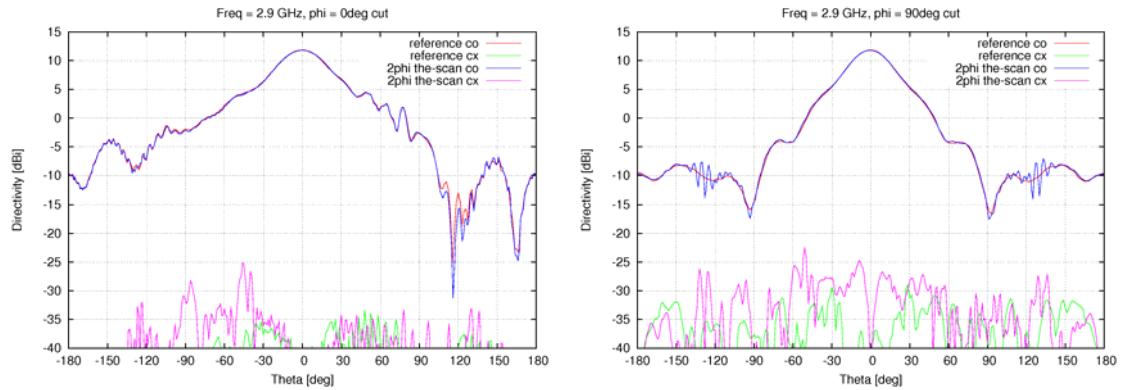 Freq = 2.9 GHz, phi = 0deg cut
reference co
reference cx
2phi the-scan co
2phi the-scan cx
15
10
5
0
-5
-10
-15
-20
-25
-30
-35
-40
Directivity [dBi]
-180 -150 -120 -90 -60 -30 0 30 60 90 120 150 180
Theta [deg]
Freq = 2.9 GHz, phi = 90deg cut
reference co
reference cx
2phi the-scan co
2phi the-scan cx
15
10
5
0
-5
-10
-15
-20
-25
-30
-35
-40
Directivity [dBi]
-180 -150 -120 -90 -60 -30 0 30 60 90 120 150 180
Theta [deg]